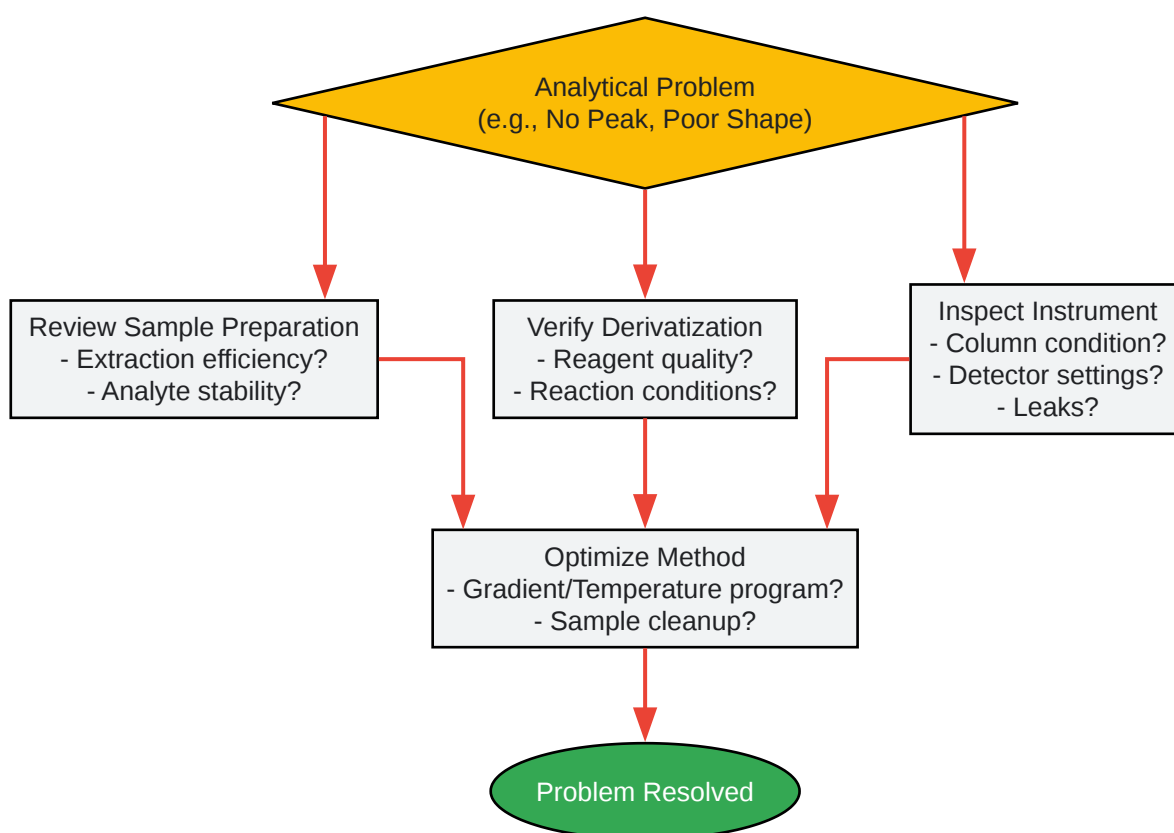 Analytical Problem
(e.g., No Peak, Poor Shape)
Review Sample Preparation
- Extraction efficiency?
- Analyte stability?
Verify Derivatization
- Reagent quality?
- Reaction conditions?
Inspect Instrument
- Column condition?
- Detector settings?
- Leaks?
Optimize Method
- Gradient/Temperature program?
- Sample cleanup?
Problem Resolved